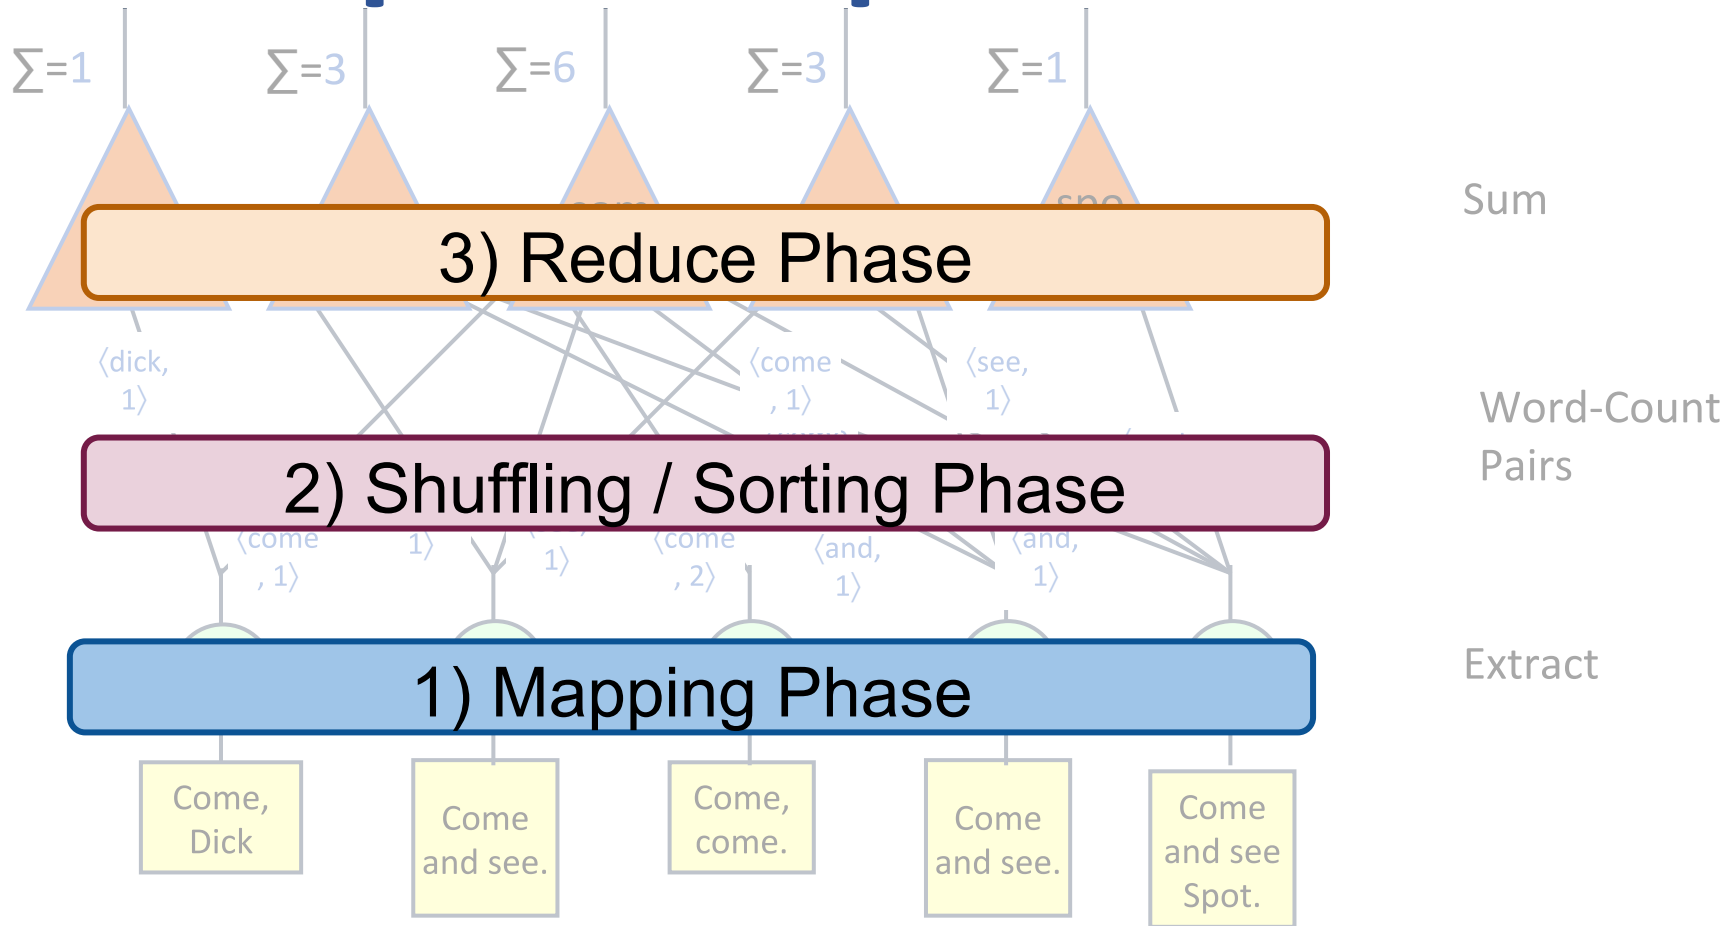 ∑=1
∑=3
∑=6
∑=3
∑=1
Sum
3) Reduce Phase
〈dick,
1〉
〈come
, 1〉
〈see,
1〉
Word-Count
Pairs
2) Shuffling / Sorting Phase
〈come
, 1〉
1〉
1〉
〈come
, 2〉
〈and,
1〉
〈and,
1〉
Extract
1) Mapping Phase
Come,
Dick
Come
and see.
Come,
come.
Come
and see.
Come
and see
Spot.